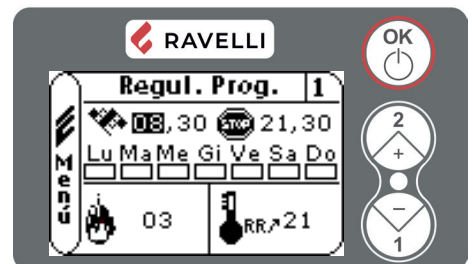 RAVELLI
OK
Regul. Prog. 1
08,30 STOP 21,30
Lu Ma Me Gi Ve Sa Do
Menú
03 RR 21
2
+
−
1